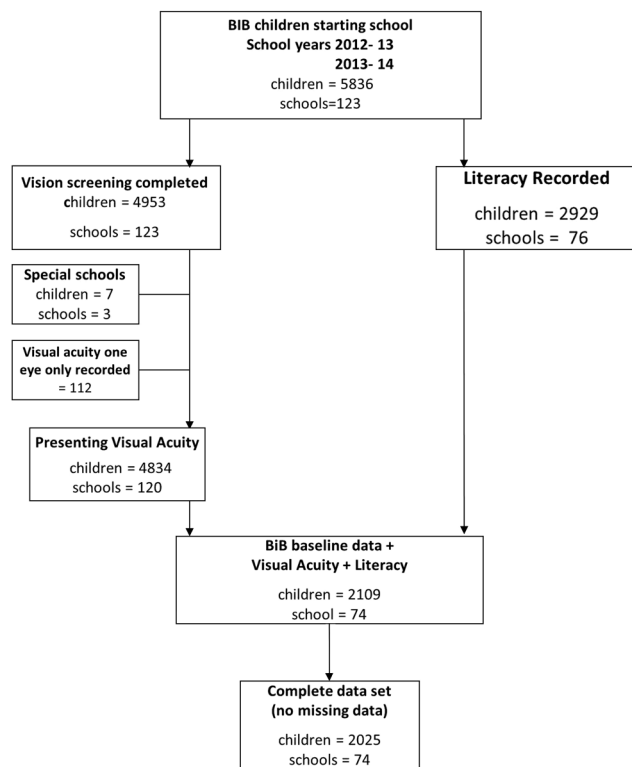 BIB children starting school
School years 2012- 13
2013- 14
children = 5836
schools=123
Vision screening completed
children = 4953
schools = 123
Literacy Recorded
children = 2929
schools =  76
Special schools
children = 7
schools = 3
Visual acuity one
eye only recorded
= 112
Presenting Visual Acuity
children = 4834
schools = 120
BiB baseline data +
Visual Acuity + Literacy
children = 2109
school = 74
Complete data set
(no missing data)
children = 2025
schools = 74